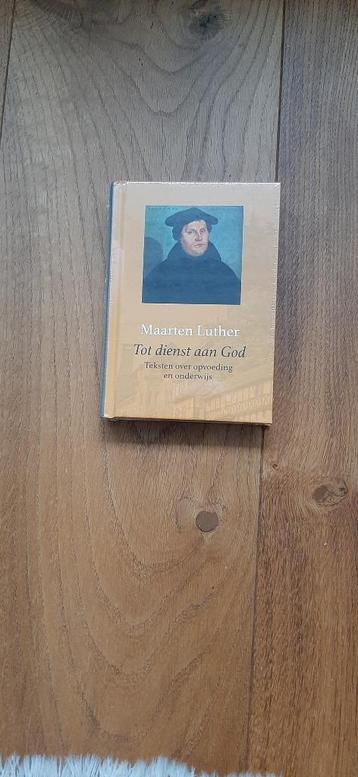 Maarten Luther
Tot dienst aan God
Teksten over opvoeding
en onderwijs